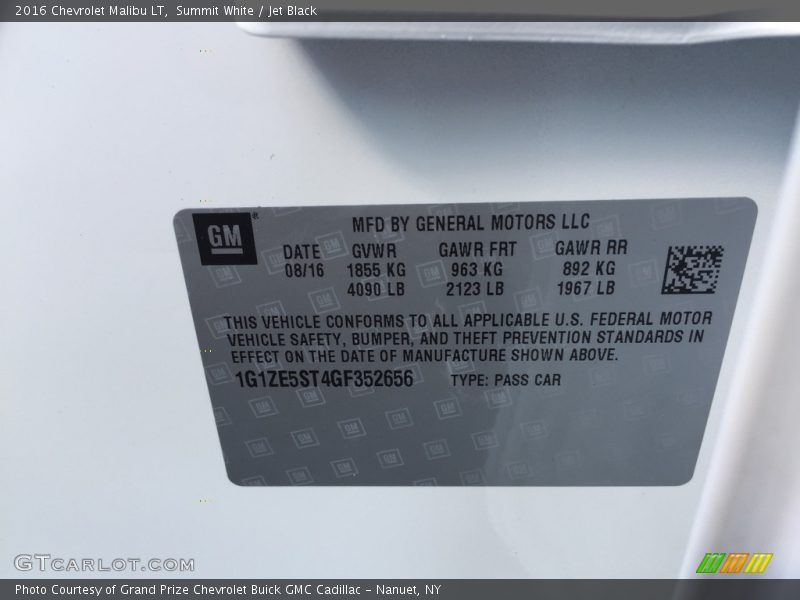 2016 Chevrolet Malibu LT, Summit White / Jet Black
GM®
MFD BY GENERAL MOTORS LLC
DATE GVWR GAWR FRT GAWR RR
08/16 1855 KG 963 KG 892 KG
4090 LB 2123 LB 1967 LB
THIS VEHICLE CONFORMS TO ALL APPLICABLE U.S. FEDERAL MOTOR
VEHICLE SAFETY, BUMPER, AND THEFT PREVENTION STANDARDS IN
EFFECT ON THE DATE OF MANUFACTURE SHOWN ABOVE.
1G1ZE5ST4GF352656 TYPE: PASS CAR
GTCARLOT.COM
Photo Courtesy of Grand Prize Chevrolet Buick GMC Cadillac - Nanuet, NY